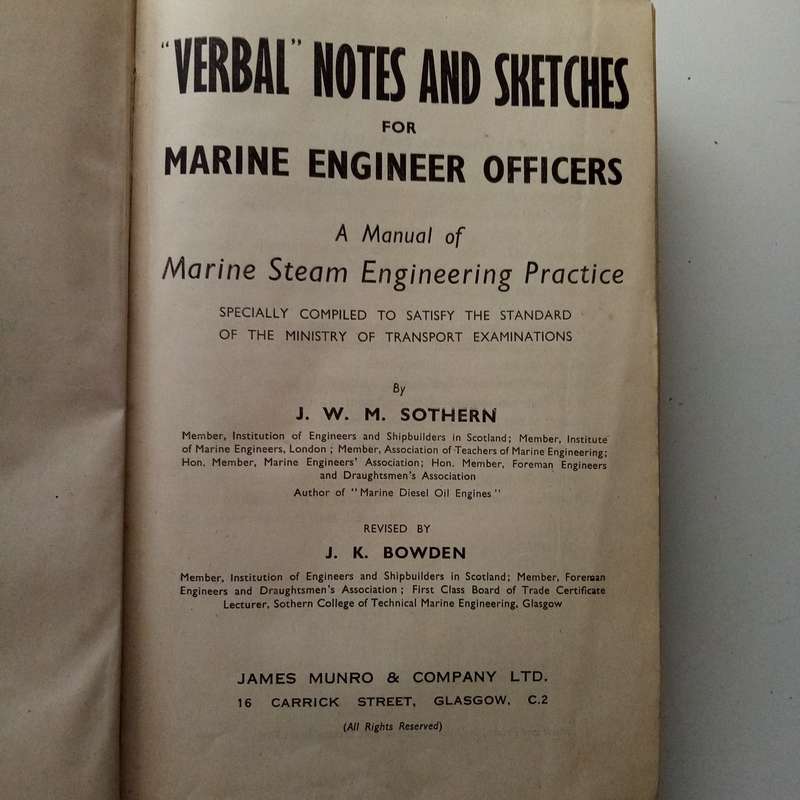 "VERBAL" NOTES AND SKETCHES
FOR
MARINE ENGINEER OFFICERS
A Manual of
Marine Steam Engineering Practice
SPECIALLY COMPILED TO SATISFY THE STANDARD
OF THE MINISTRY OF TRANSPORT EXAMINATIONS
By
J. W. M. SOTHERN
Member, Institution of Engineers and Shipbuilders in Scotland; Member, Institute
of Marine Engineers, London; Member, Association of Teachers of Marine Engineering;
Hon. Member, Marine Engineers' Association; Hon. Member, Foreman Engineers
and Draughtsmen's Association
Author of "Marine Diesel Oil Engines"
REVISED BY
J. K. BOWDEN
Member, Institution of Engineers and Shipbuilders in Scotland; Member, Foreman
Engineers and Draughtsmen's Association; First Class Board of Trade Certificate
Lecturer, Sothern College of Technical Marine Engineering, Glasgow
JAMES MUNRO & COMPANY LTD.
16 CARRICK STREET, GLASGOW, C.2
(All Rights Reserved)